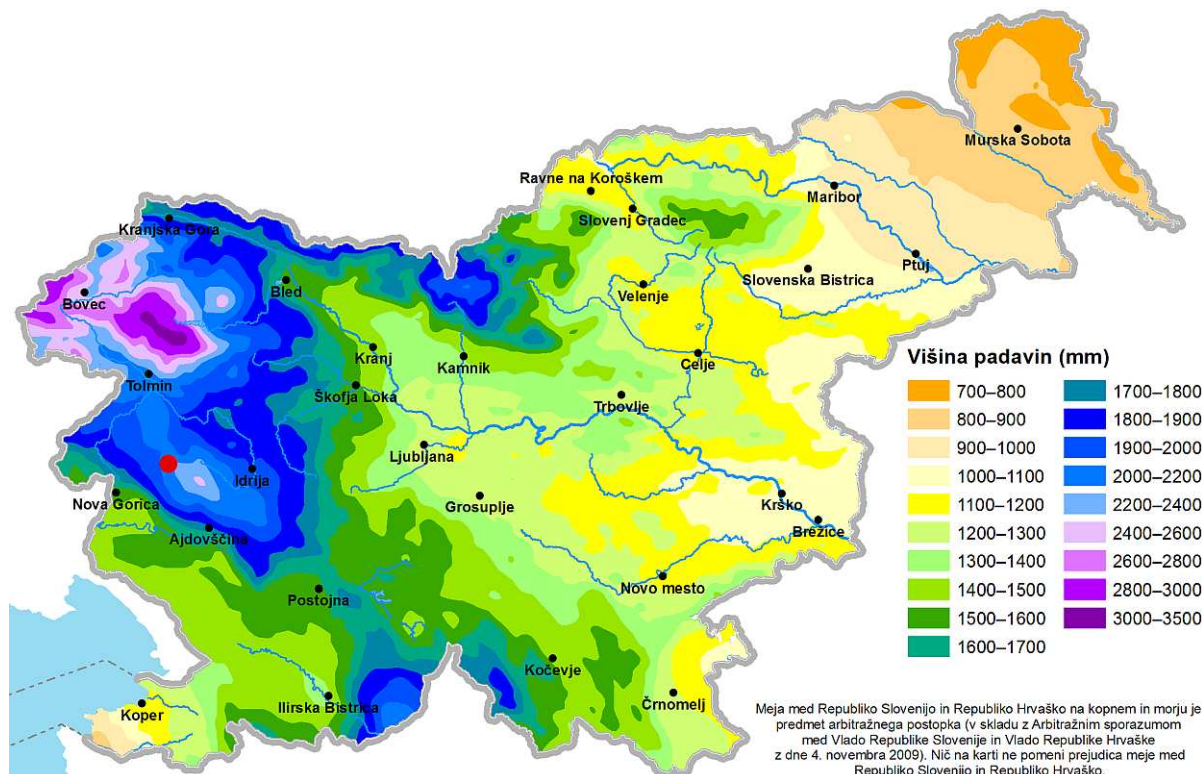 Murska Sobota
Ravne na Koroškem
Maribor
Slovenj Gradec
Kranjska Gora
Ptuj
Slovenska Bistrica
Bled
Velenje
Bovec
Kranj
Kamnik
Celje
Tolmin
Škofja Loka
Trbovlje
Ljubljana
Idrija
Nova Gorica
Grosuplje
Krško
Brežice
Ajdovščina
Novo mesto
Postojna
Kočevje
Črnomelj
Ilirska Bistrica
Koper
Višina padavin (mm)
700–800
800–900
900–1000
1000–1100
1100–1200
1200–1300
1300–1400
1400–1500
1500–1600
1600–1700
1700–1800
1800–1900
1900–2000
2000–2200
2200–2400
2400–2600
2600–2800
2800–3000
3000–3500
Meja med Republiko Slovenijo in Republiko Hrvaško na kopnem in morju je
predmet arbitražnega postopka (v skladu z Arbitražnim sporazumom
med Vlado Republike Slovenije in Vlado Republike Hrvaške
z dne 4. novembra 2009). Nič na karti ne pomeni prejudica meje med
Republiko Slovenijo in Republiko Hrvaško.